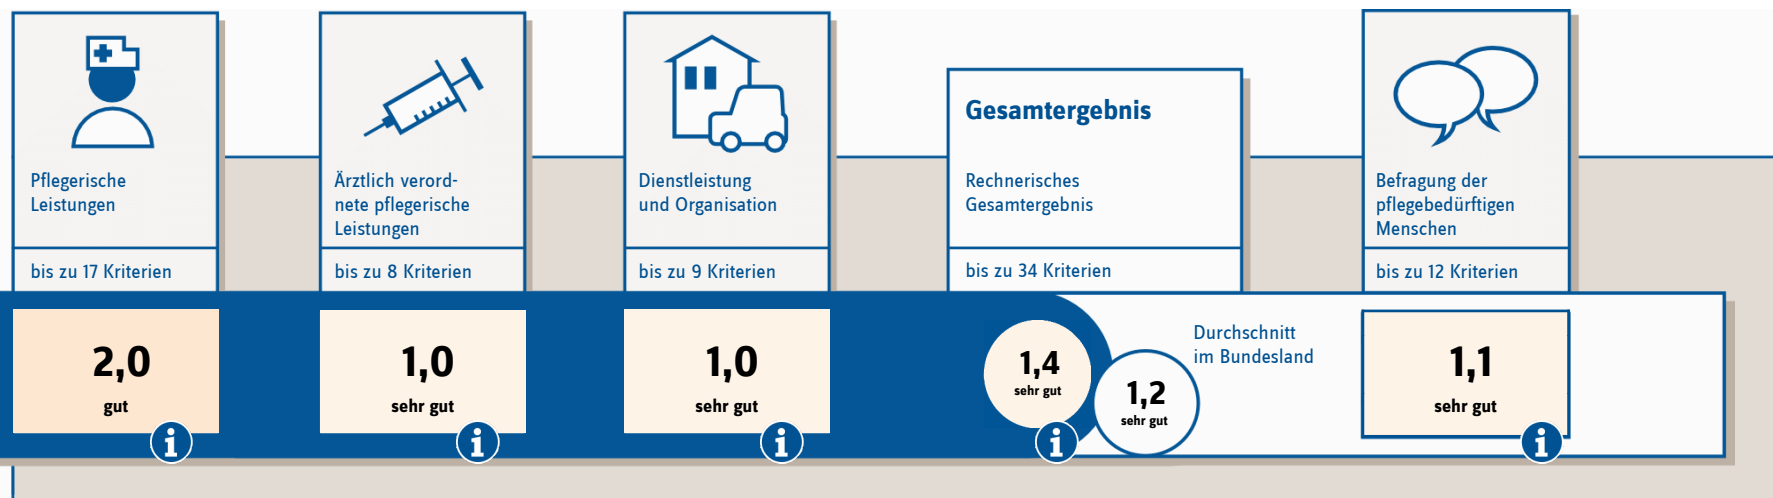 Pflegerische
Leistungen
bis zu 17 Kriterien
2,0
gut
i
Ärztlich verord-
nete pflegerische
Leistungen
bis zu 8 Kriterien
1,0
sehr gut
i
Dienstleistung
und Organisation
bis zu 9 Kriterien
1,0
sehr gut
i
Gesamtergebnis
Rechnerisches
Gesamtergebnis
bis zu 34 Kriterien
1,4
sehr gut
i
1,2
sehr gut
Durchschnitt
im Bundesland
Befragung der
pflegebedürftigen
Menschen
bis zu 12 Kriterien
1,1
sehr gut
i